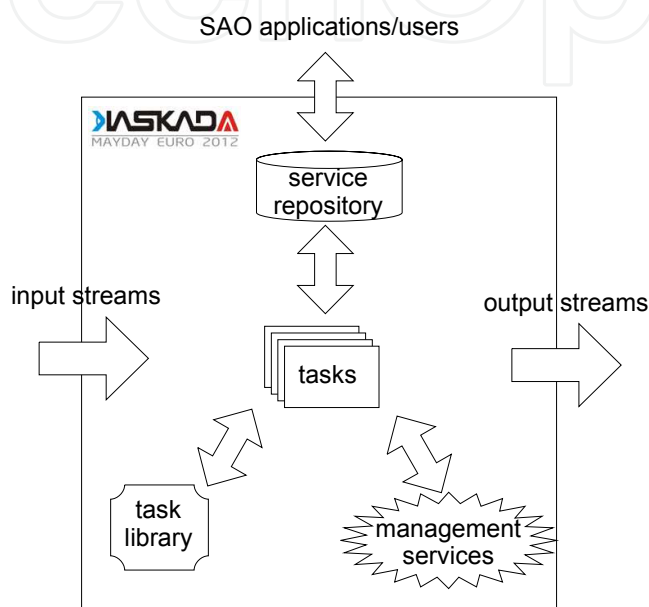 SAO applications/users
KASKADA
MAYDAY EURO 2012
service
repository
input streams
output streams
tasks
task
library
management
services